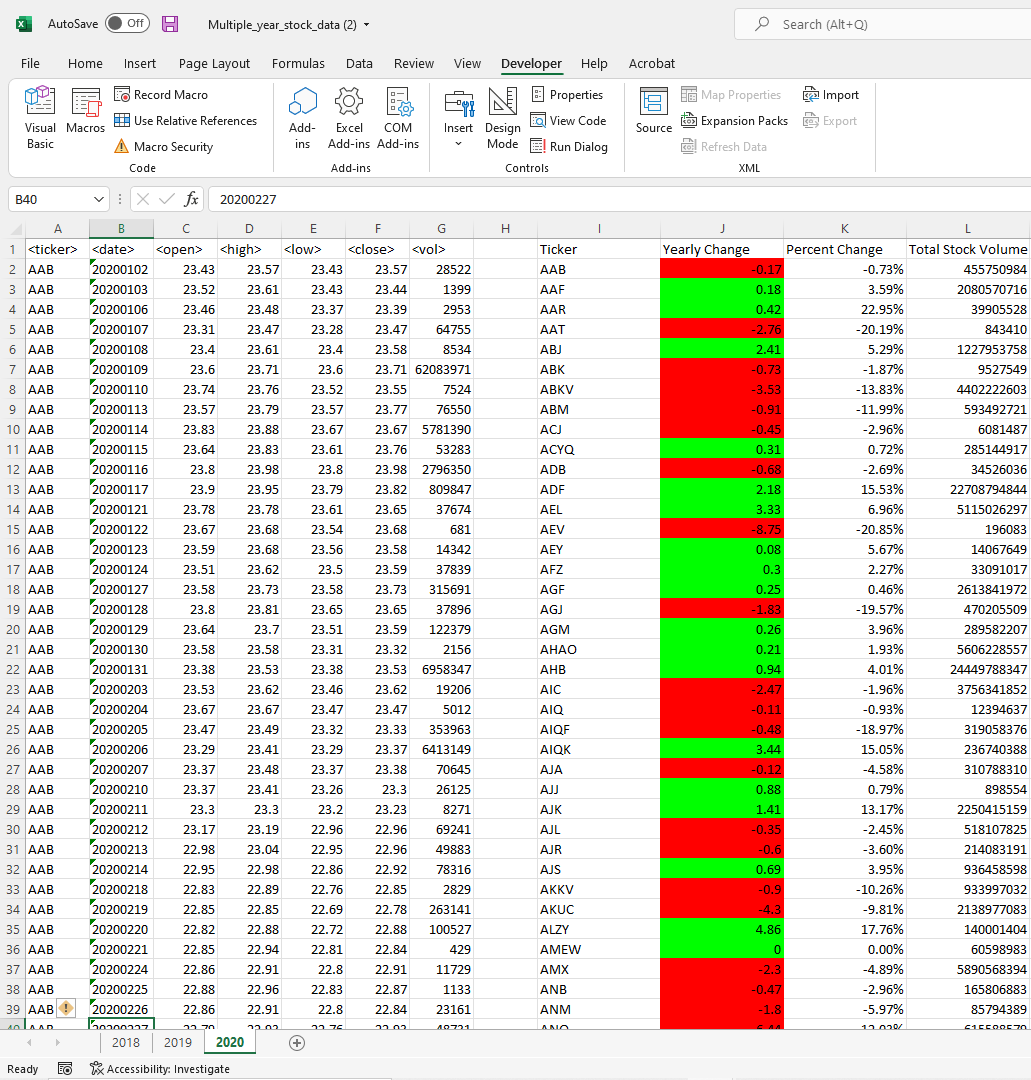 AutoSave Off Multiple_year_stock_data (2) Search (Alt+Q)
File Home Insert Page Layout Formulas Data Review View Developer Help Acrobat
Visual Basic Macros Record Macro Use Relative References Macro Security Add-ins Excel Add-ins COM Add-ins Insert Design Mode Properties View Code Run Dialog Source Map Properties Expansion Packs Refresh Data Import Export
Code Add-ins Controls XML
B40 fx 20200227
A B C D E F G H I J K L
1 <ticker> <date> <open> <high> <low> <close> <vol> Ticker Yearly Change Percent Change Total Stock Volume
2 AAB 20200102 23.43 23.57 23.43 23.57 28522 AAB -0.17 -0.73% 455750984
3 AAB 20200103 23.52 23.61 23.43 23.44 1399 AAF 0.18 3.59% 2080570716
4 AAB 20200106 23.46 23.48 23.37 23.39 2953 AAR 0.42 22.95% 39905528
5 AAB 20200107 23.31 23.47 23.28 23.47 64755 AAT -2.76 -20.19% 843410
6 AAB 20200108 23.4 23.61 23.4 23.58 8534 ABJ 2.41 5.29% 1227953758
7 AAB 20200109 23.6 23.71 23.6 23.71 62083971 ABK -0.73 -1.87% 9527549
8 AAB 20200110 23.74 23.76 23.52 23.55 7524 ABKV -3.53 -13.83% 4402222603
9 AAB 20200113 23.57 23.79 23.57 23.77 76550 ABM -0.91 -11.99% 593492721
10 AAB 20200114 23.83 23.88 23.67 23.67 5781390 ACJ -0.45 -2.96% 6081487
11 AAB 20200115 23.64 23.83 23.61 23.76 53283 ACYQ 0.31 0.72% 285144917
12 AAB 20200116 23.8 23.98 23.8 23.98 2796350 ADB -0.68 -2.69% 34526036
13 AAB 20200117 23.9 23.95 23.79 23.82 809847 ADF 2.18 15.53% 22708794844
14 AAB 20200121 23.78 23.78 23.61 23.65 37674 AEL 3.33 6.96% 5115026297
15 AAB 20200122 23.67 23.68 23.54 23.68 681 AEV -8.75 -20.85% 196083
16 AAB 20200123 23.59 23.68 23.56 23.58 14342 AEY 0.08 5.67% 14067649
17 AAB 20200124 23.51 23.62 23.5 23.59 37839 AFZ 0.3 2.27% 33091017
18 AAB 20200127 23.58 23.73 23.58 23.73 315691 AGF 0.25 0.46% 2613841972
19 AAB 20200128 23.8 23.81 23.65 23.65 37896 AGJ -1.83 -19.57% 470205509
20 AAB 20200129 23.64 23.7 23.51 23.59 122379 AGM 0.26 3.96% 289582207
21 AAB 20200130 23.58 23.58 23.31 23.32 2156 AHAO 0.21 1.93% 5606228557
22 AAB 20200131 23.38 23.53 23.38 23.53 6958347 AHB 0.94 4.01% 24449788347
23 AAB 20200203 23.53 23.62 23.46 23.62 19206 AIC -2.47 -1.96% 3756341852
24 AAB 20200204 23.67 23.67 23.47 23.47 5012 AIQ -0.11 -0.93% 12394637
25 AAB 20200205 23.47 23.49 23.32 23.33 353963 AIQF -0.48 -18.97% 319058376
26 AAB 20200206 23.29 23.41 23.29 23.37 6413149 AIQK 3.44 15.05% 236740388
27 AAB 20200207 23.37 23.48 23.37 23.38 70645 AJA -0.12 -4.58% 310788310
28 AAB 20200210 23.37 23.41 23.26 23.3 26125 AJJ 0.88 0.79% 898554
29 AAB 20200211 23.3 23.3 23.2 23.23 8271 AJK 1.41 13.17% 2250415159
30 AAB 20200212 23.17 23.19 22.96 22.96 69241 AJL -0.35 -2.45% 518107825
31 AAB 20200213 22.98 23.04 22.95 22.96 49883 AJR -0.6 -3.60% 214083191
32 AAB 20200214 22.95 22.98 22.86 22.92 78316 AJS 0.69 3.95% 936458598
33 AAB 20200218 22.83 22.89 22.76 22.85 2829 AKKV -0.9 -10.26% 933997032
34 AAB 20200219 22.85 22.85 22.69 22.78 263141 AKUC -4.3 -9.81% 2138977083
35 AAB 20200220 22.82 22.88 22.72 22.88 100527 ALZY 4.86 17.76% 140001404
36 AAB 20200221 22.85 22.94 22.81 22.84 429 AMEW 0 0.00% 60598983
37 AAB 20200224 22.86 22.91 22.8 22.91 11729 AMX -2.3 -4.89% 5890568394
38 AAB 20200225 22.88 22.96 22.83 22.87 1133 ANB -0.47 -2.96% 165806883
39 AAB 20200226 22.86 22.91 22.8 22.84 23161 ANM -1.8 -5.97% 85794389
40 AAB 20200227
2018 2019 2020
Ready Accessibility: Investigate